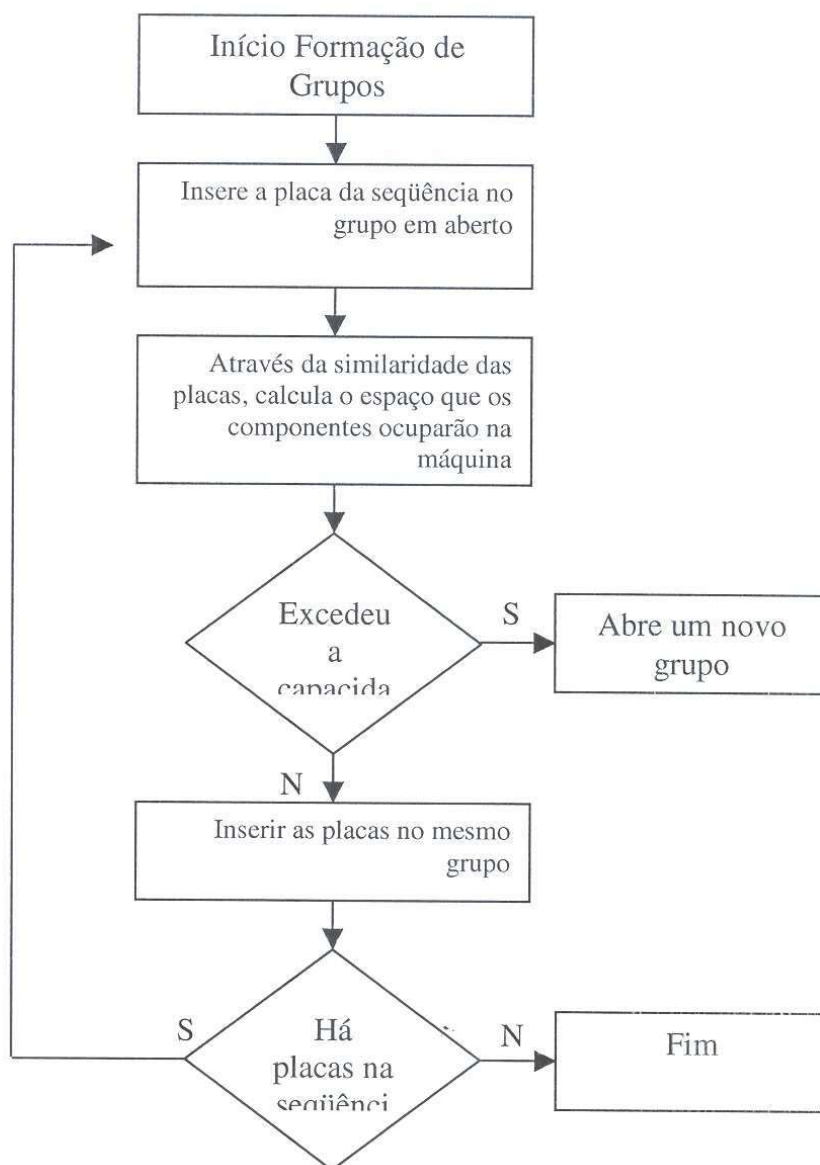 Início Formação de
Grupos
Insere a placa da seqüência no
grupo em aberto
Através da similaridade das
placas, calcula o espaço que os
componentes ocuparão na
máquina
Excedeu
a
capacida
S
Abre um novo
grupo
N
Inserir as placas no mesmo
grupo
S
Há
placas na
seqüênci
N
Fim